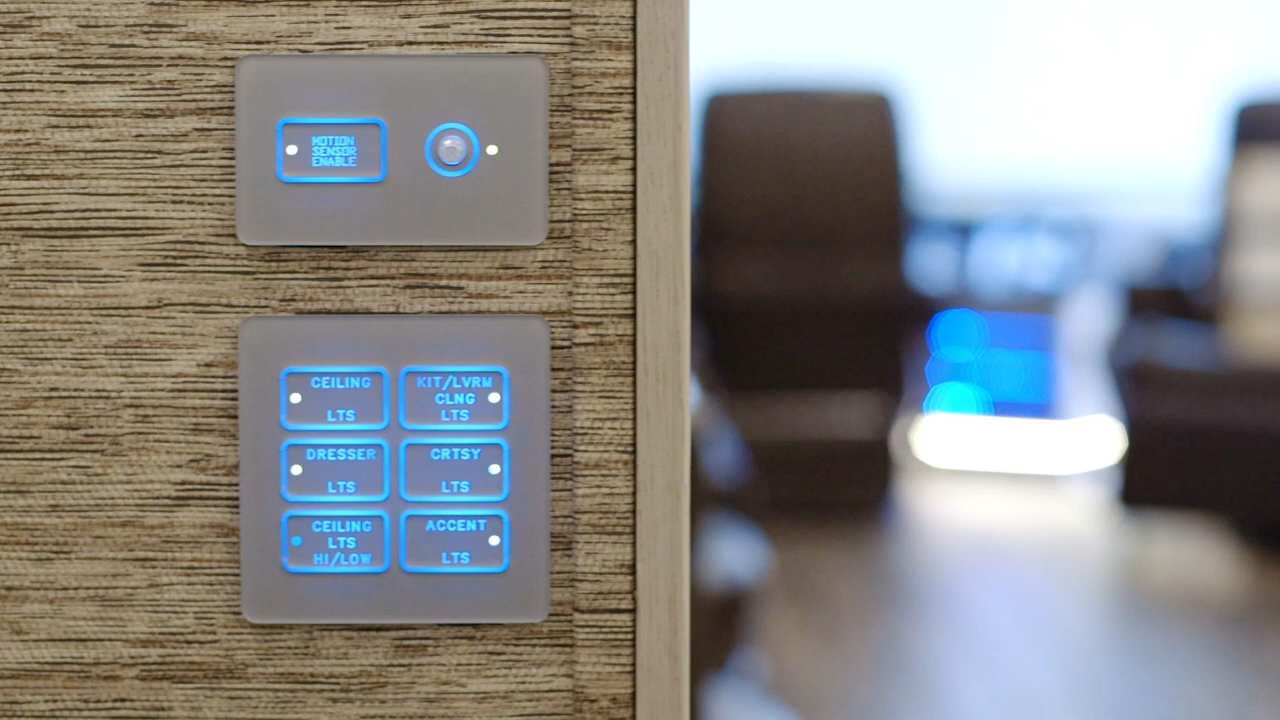 MOTION
SENSOR
ENABLE
CEILING
LTS
KIT/LVRM
CLNG
LTS
DRESSER
LTS
CRTSY
LTS
CEILING
LTS
HI/LOW
ACCENT
LTS